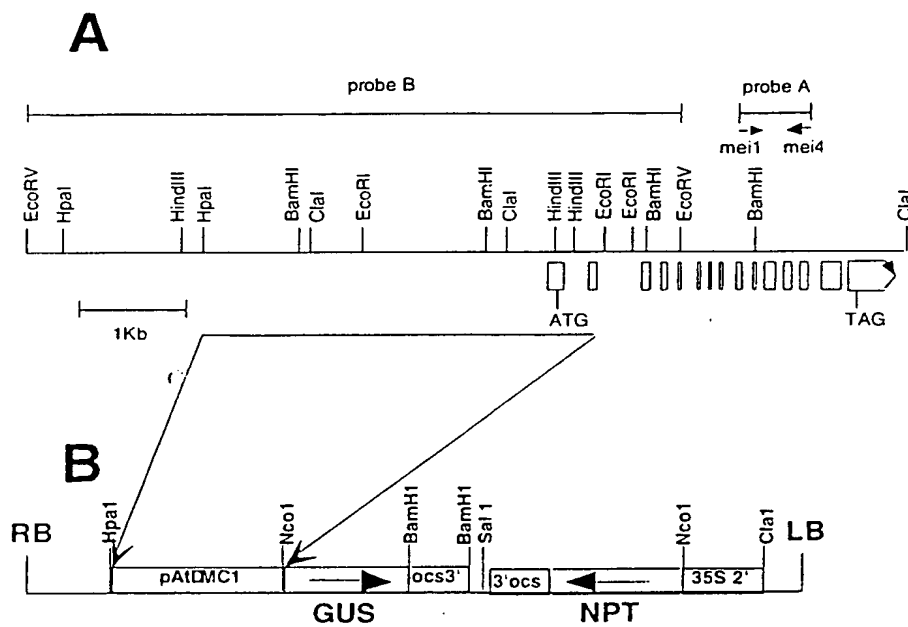 A
probe B
probe A
mei1 mei4
EcoRV HpaI HindIII HpaI BamHI ClaI EcoRI BamHI ClaI HindIII HindIII EcoRI EcoRI BamHI EcoRV BamHI ClaI
ATG TAG
1Kb
B
RB Hpa1 Nco1 BamH1 BamH1 Sal 1 Nco1 Cla1 LB
pAtDMC1 ocs3' 3'ocs 35S 2'
GUS NPT